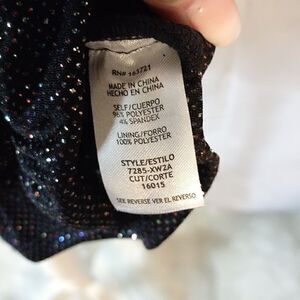 RN# 163721
MADE IN CHINA
HECHO EN CHINA
SELF/CUERPO
96% POLYESTER
4% SPANDEX
LINING/FORRO
100% POLYESTER
STYLE/ESTILO
7285-XW2A
CUT/CORTE
16015
SEE REVERSE VER EL REVERSO